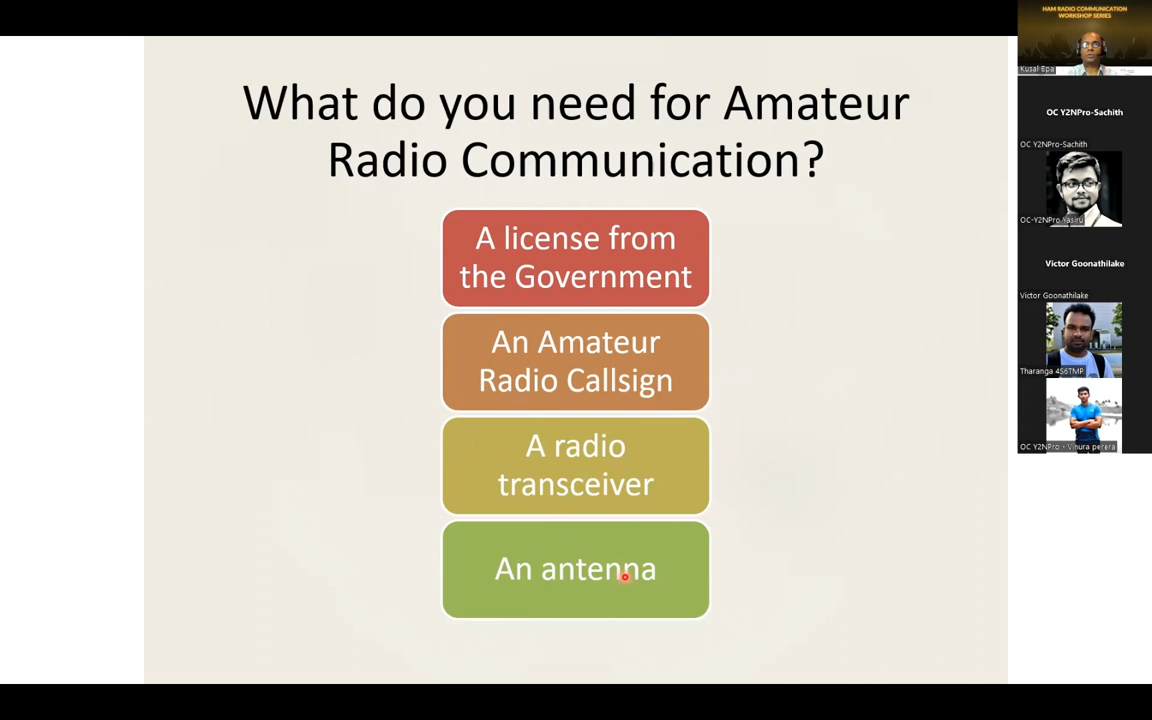 What do you need for Amateur
Radio Communication?
A license from
the Government
An Amateur
Radio Callsign
A radio
transceiver
An antenna
HAM RADIO COMMUNICATION
WORKSHOP SERIES
Kusal Epa
OC Y2NPro-Sachith
OC Y2NPro-Sachith
OC-Y2NPro Yasiru
Victor Goonathilake
Victor Goonathilake
Tharanga 4S6TMP
OC Y2NPro - Vinura perera